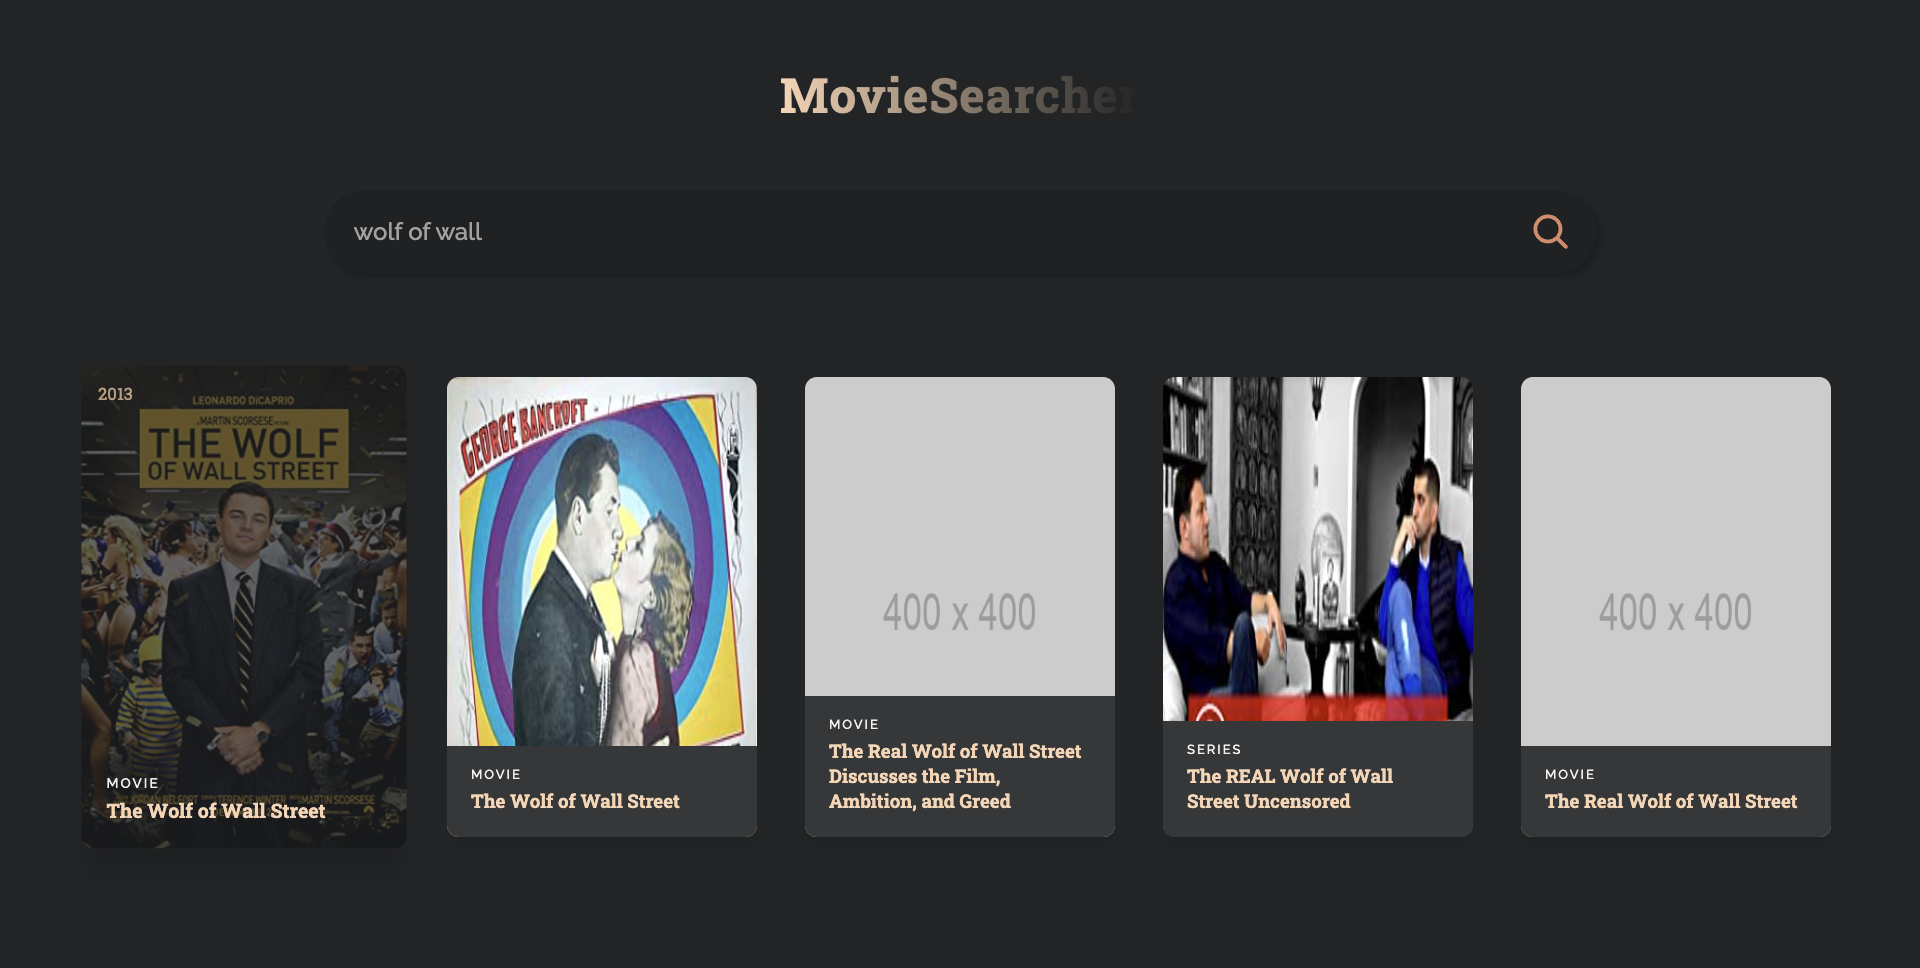 MovieSearcher
wolf of wall
2013
LEONARDO DiCAPRIO
MARTIN SCORSESE
THE WOLF
OF WALL STREET
MOVIE
The Wolf of Wall Street
GEORGE BANCROFT
MOVIE
The Wolf of Wall Street
400 x 400
MOVIE
The Real Wolf of Wall Street
Discusses the Film,
Ambition, and Greed
SERIES
The REAL Wolf of Wall
Street Uncensored
400 x 400
MOVIE
The Real Wolf of Wall Street